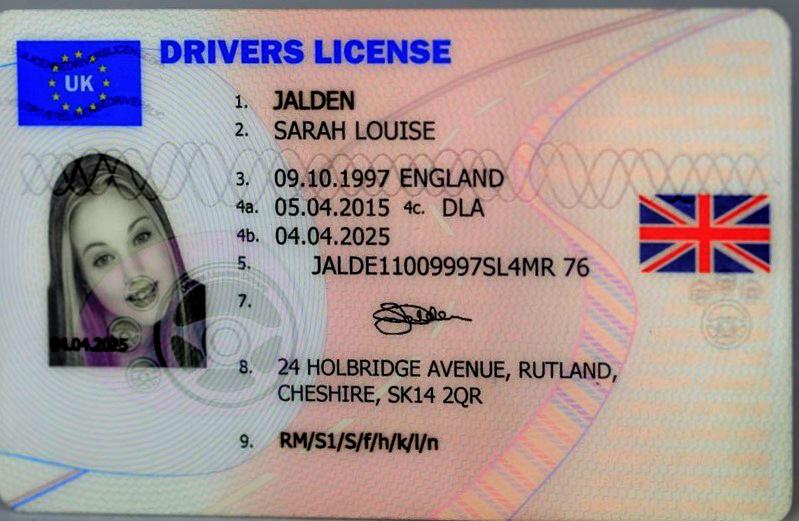 DRIVERS LICENSE
UK
1. JALDEN
2. SARAH LOUISE
3. 09.10.1997 ENGLAND
4a. 05.04.2015 4c. DLA
4b. 04.04.2025
5. JALDE11009997SL4MR 76
7. SJalden
04.04.2025
8. 24 HOLBRIDGE AVENUE, RUTLAND,
CHESHIRE, SK14 2QR
9. RM/S1/S/f/h/k/l/n